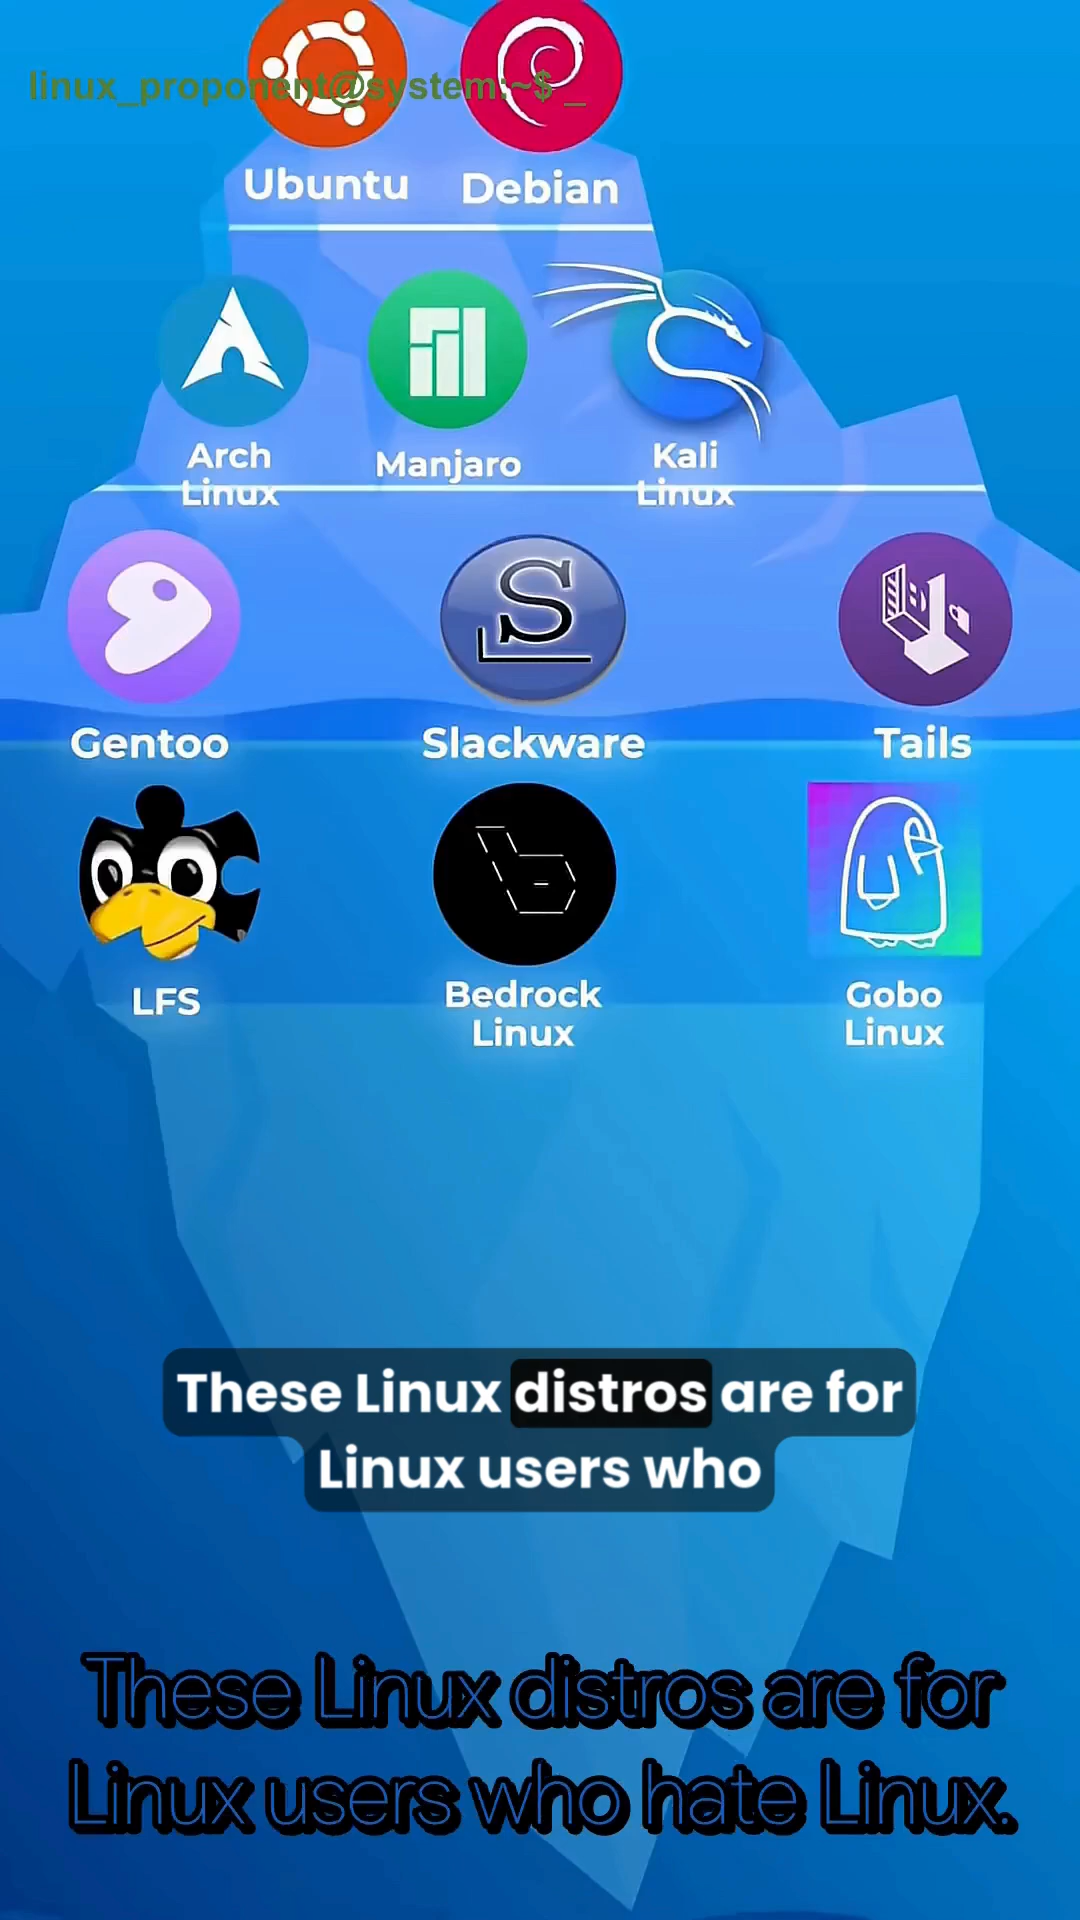 linux_proponent@system:~$ _
Ubuntu
Debian
Arch
Linux
Manjaro
Kali
Linux
Gentoo
Slackware
Tails
LFS
Bedrock
Linux
Gobo
Linux
These Linux distros are for
Linux users who
These Linux distros are for
Linux users who hate Linux.